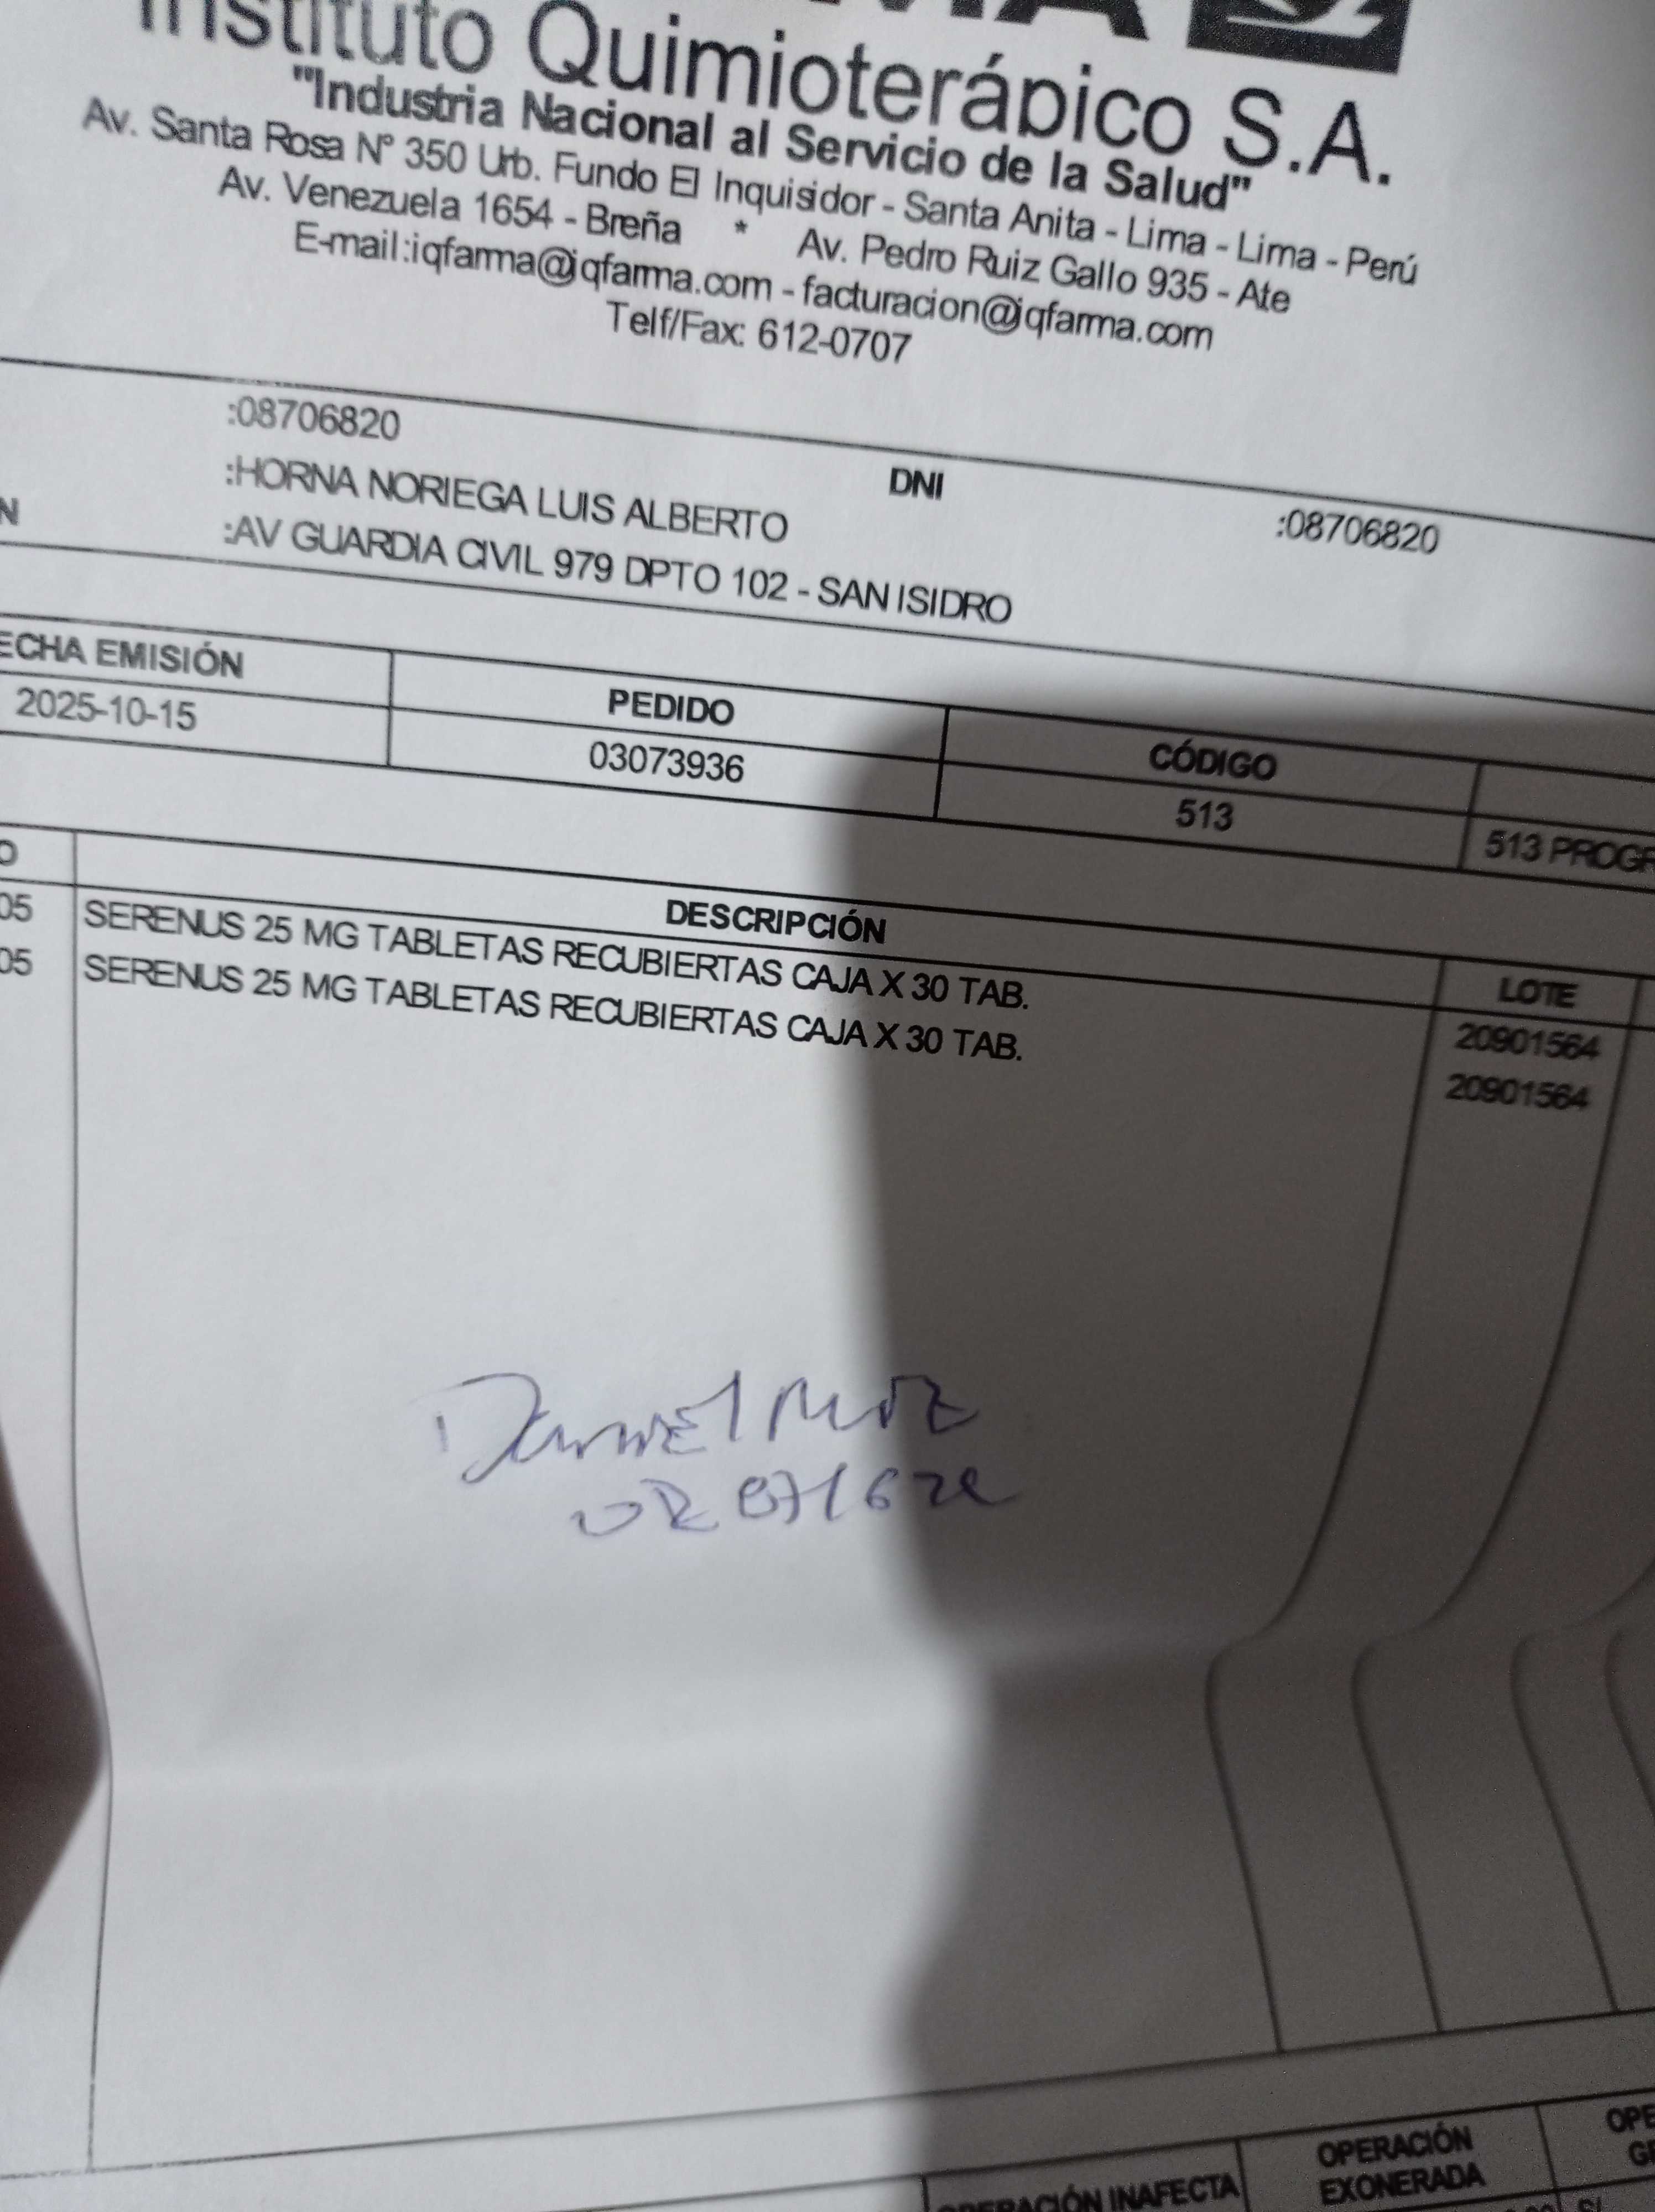 Instituto Quimioterápico S.A.
"Industria Nacional al Servicio de la Salud"
Av. Santa Rosa N° 350 Urb. Fundo El Inquisidor - Santa Anita - Lima - Lima - Perú
Av. Venezuela 1654 - Breña * Av. Pedro Ruiz Gallo 935 - Ate
E-mail:iqfarma@iqfarma.com - facturacion@iqfarma.com
Telf/Fax: 612-0707
:08706820 DNI :08706820
:HORNA NORIEGA LUIS ALBERTO
N :AV GUARDIA CIVIL 979 DPTO 102 - SAN ISIDRO
ECHA EMISIÓN PEDIDO CÓDIGO
2025-10-15 03073936 513 513 PROGR
O DESCRIPCIÓN LOTE
05 SERENUS 25 MG TABLETAS RECUBIERTAS CAJA X 30 TAB. 20901564
05 SERENUS 25 MG TABLETAS RECUBIERTAS CAJA X 30 TAB. 20901564
Daniel
OPERACIÓN INAFECTA OPERACIÓN EXONERADA OPE